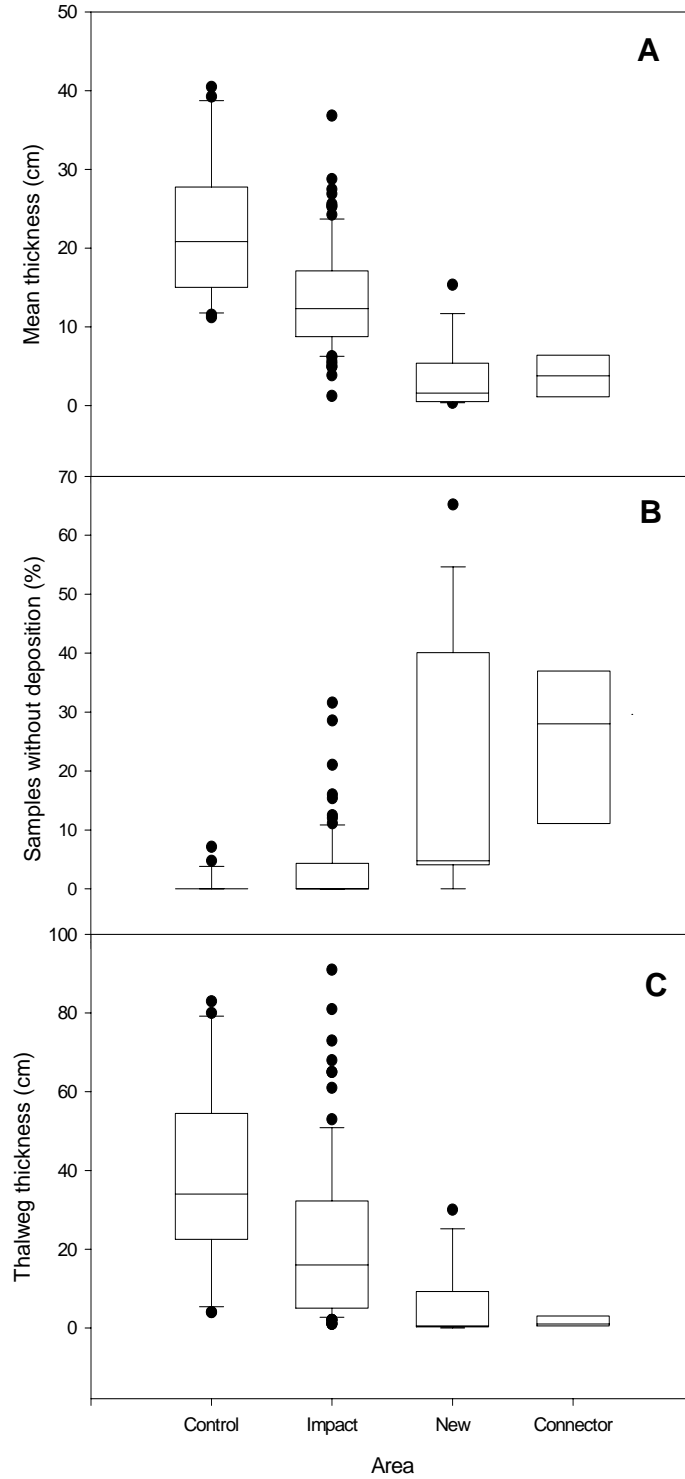 A
Mean thickness (cm)
50
40
30
20
10
0
B
Samples without deposition (%)
70
60
50
40
30
20
10
0
C
Thalweg thickness (cm)
100
80
60
40
20
0
Control Impact New Connector
Area